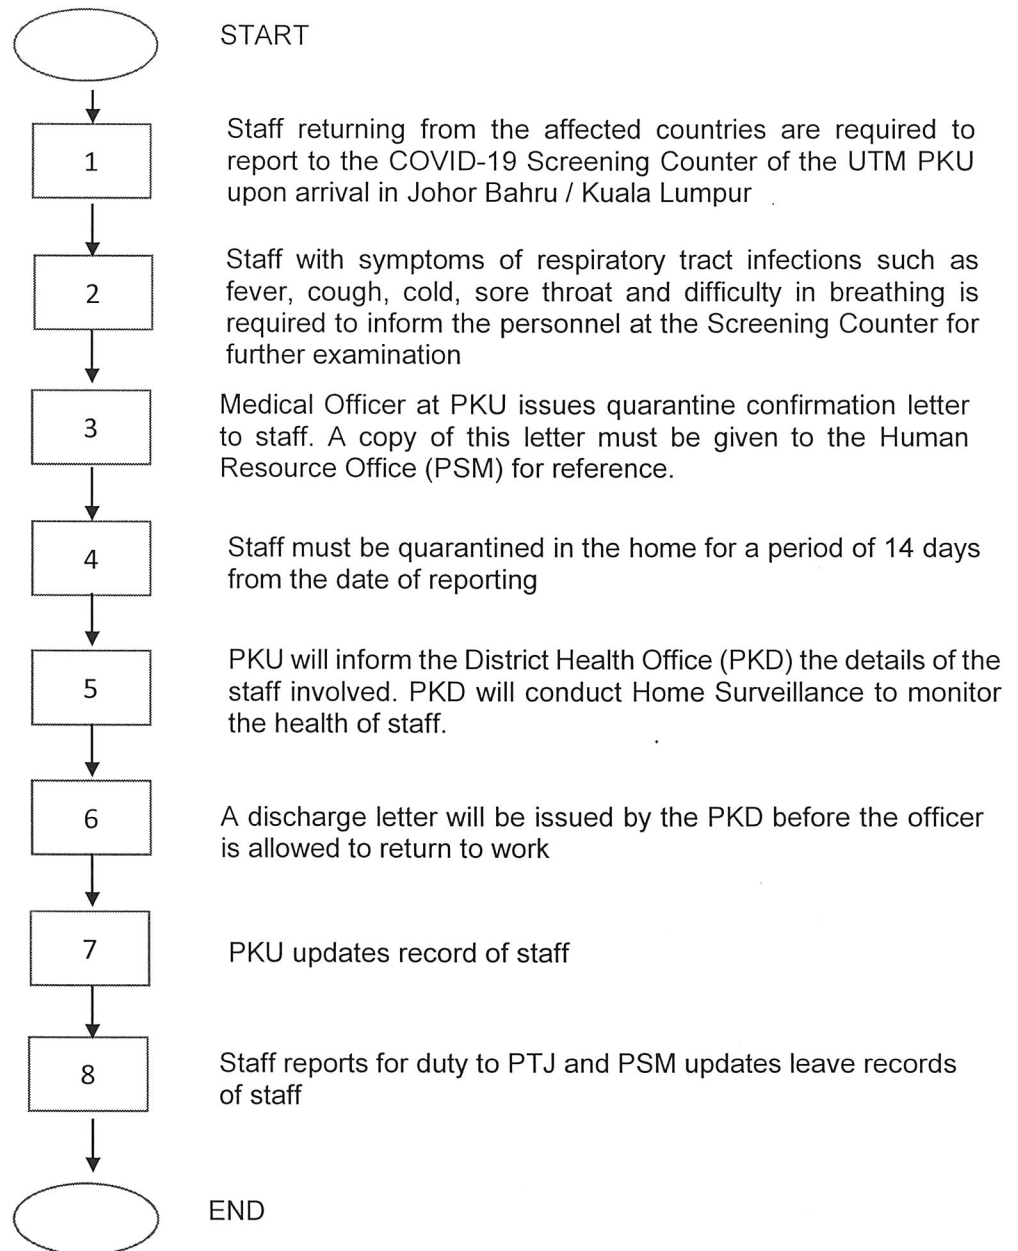 START
1
Staff returning from the affected countries are required to
report to the COVID-19 Screening Counter of the UTM PKU
upon arrival in Johor Bahru / Kuala Lumpur
2
Staff with symptoms of respiratory tract infections such as
fever, cough, cold, sore throat and difficulty in breathing is
required to inform the personnel at the Screening Counter for
further examination
3
Medical Officer at PKU issues quarantine confirmation letter
to staff. A copy of this letter must be given to the Human
Resource Office (PSM) for reference.
4
Staff must be quarantined in the home for a period of 14 days
from the date of reporting
5
PKU will inform the District Health Office (PKD) the details of the
staff involved. PKD will conduct Home Surveillance to monitor
the health of staff.
6
A discharge letter will be issued by the PKD before the officer
is allowed to return to work
7
PKU updates record of staff
8
Staff reports for duty to PTJ and PSM updates leave records
of staff
END